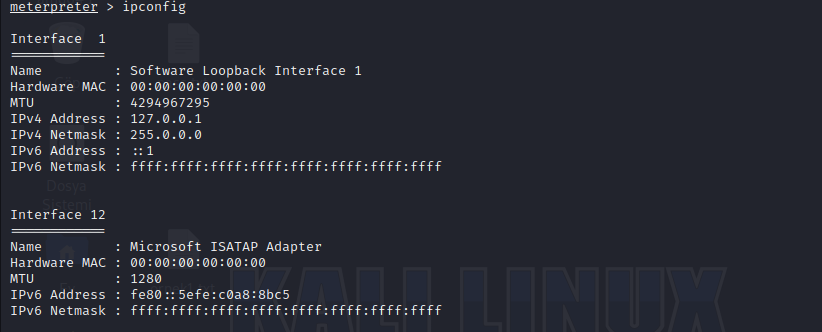 meterpreter > ipconfig
Interface  1
============
Name         : Software Loopback Interface 1
Hardware MAC : 00:00:00:00:00:00
MTU          : 4294967295
IPv4 Address : 127.0.0.1
IPv4 Netmask : 255.0.0.0
IPv6 Address : ::1
IPv6 Netmask : ffff:ffff:ffff:ffff:ffff:ffff:ffff:ffff
Dosya
Sistemi
Interface 12
============
Name         : Microsoft ISATAP Adapter
Hardware MAC : 00:00:00:00:00:00
MTU          : 1280
IPv6 Address : fe80::5efe:c0a8:8bc5
IPv6 Netmask : ffff:ffff:ffff:ffff:ffff:ffff:ffff:ffff
KALI LINUX